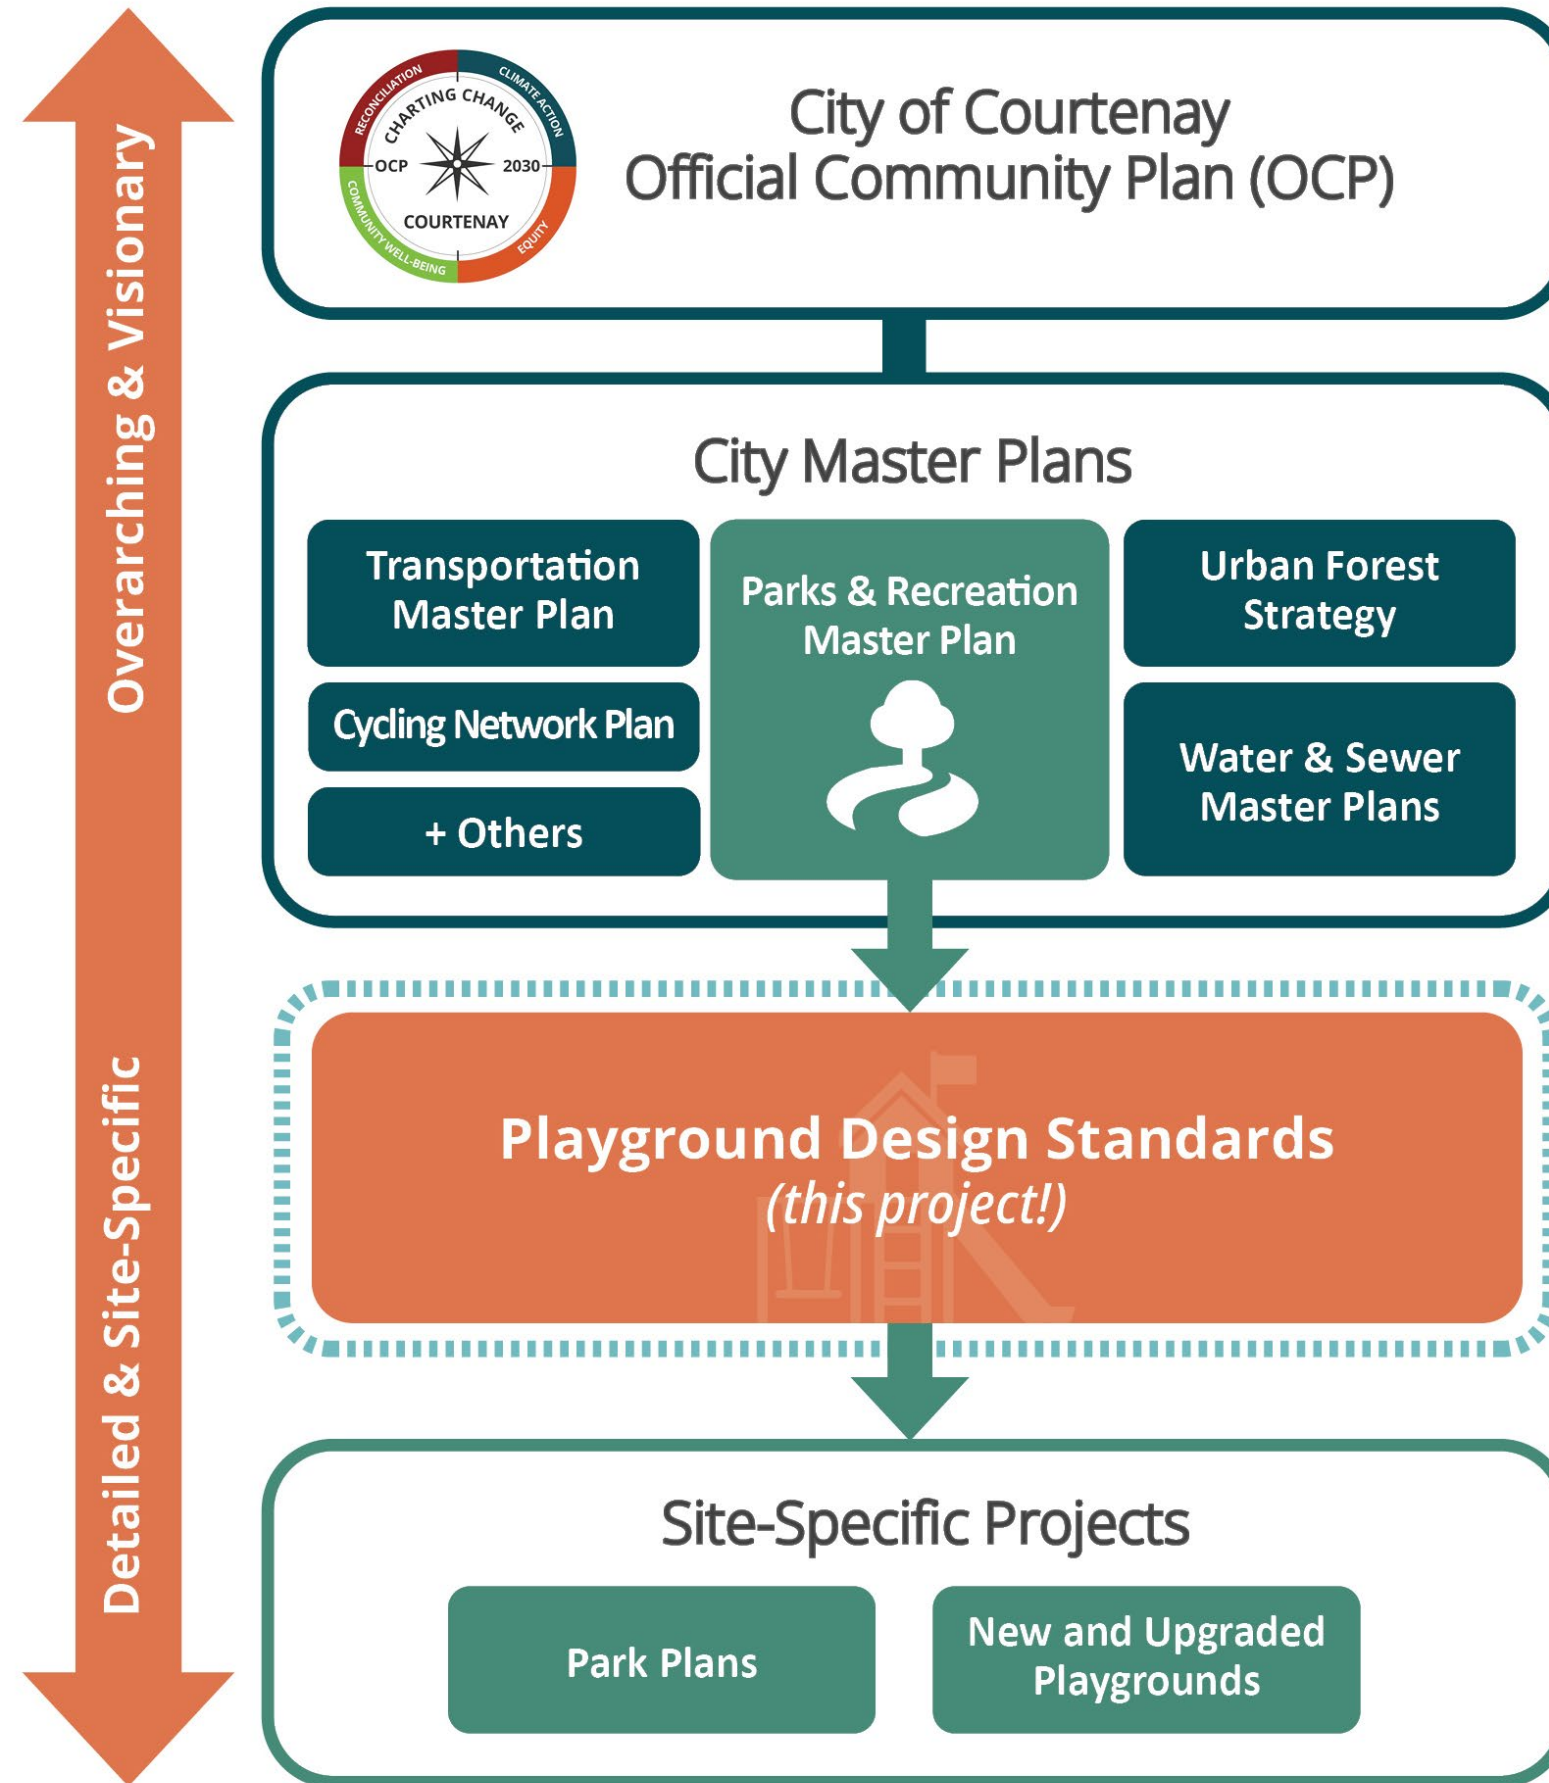 Overarching & Visionary
Detailed & Site-Specific
RECONCILIATION
CLIMATE ACTION
CHARTING CHANGE
OCP
2030
COURTENAY
COMMUNITY WELL-BEING
EQUITY
City of Courtenay
Official Community Plan (OCP)
City Master Plans
Transportation
Master Plan
Cycling Network Plan
+ Others
Parks & Recreation
Master Plan
Urban Forest
Strategy
Water & Sewer
Master Plans
Playground Design Standards
(this project!)
Site-Specific Projects
Park Plans
New and Upgraded
Playgrounds